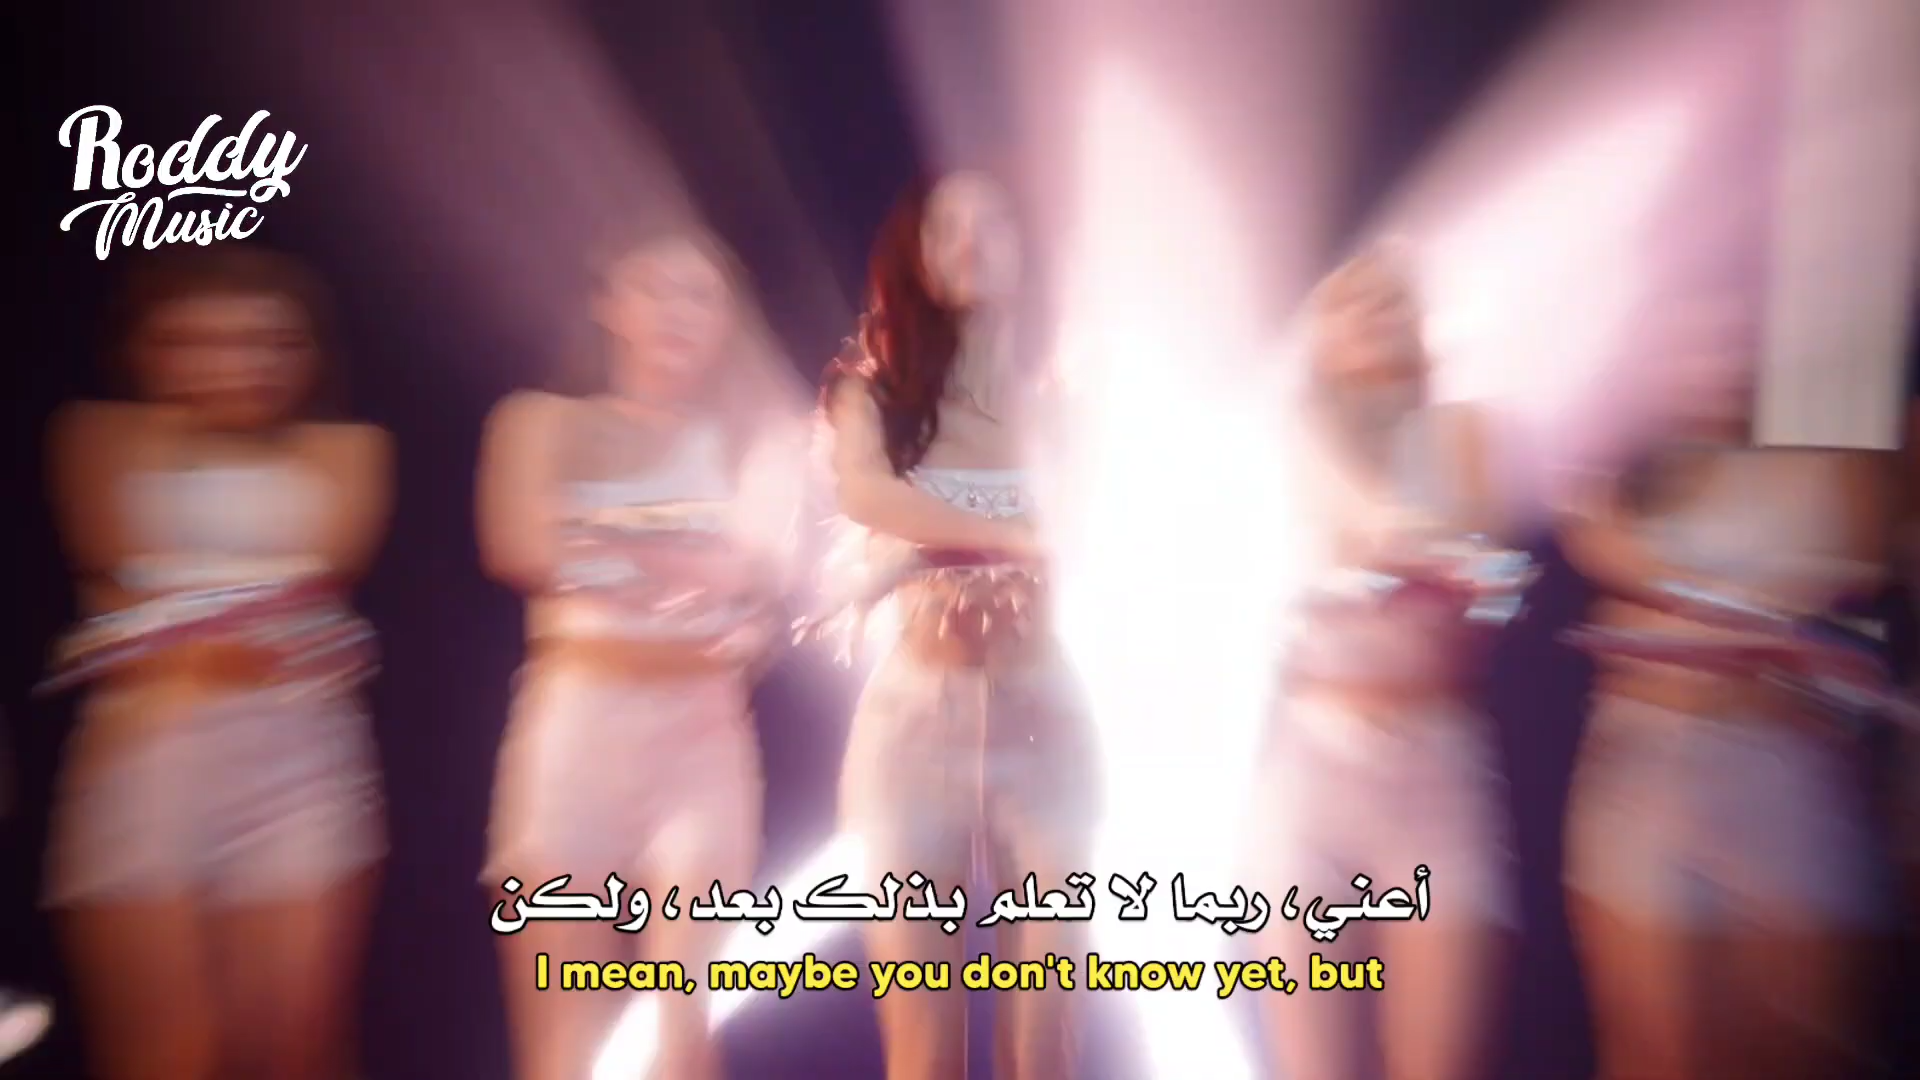 Roddy
Music
أعني، ربما لا تعلم بذلك بعد، ولكن
I mean, maybe you don't know yet, but